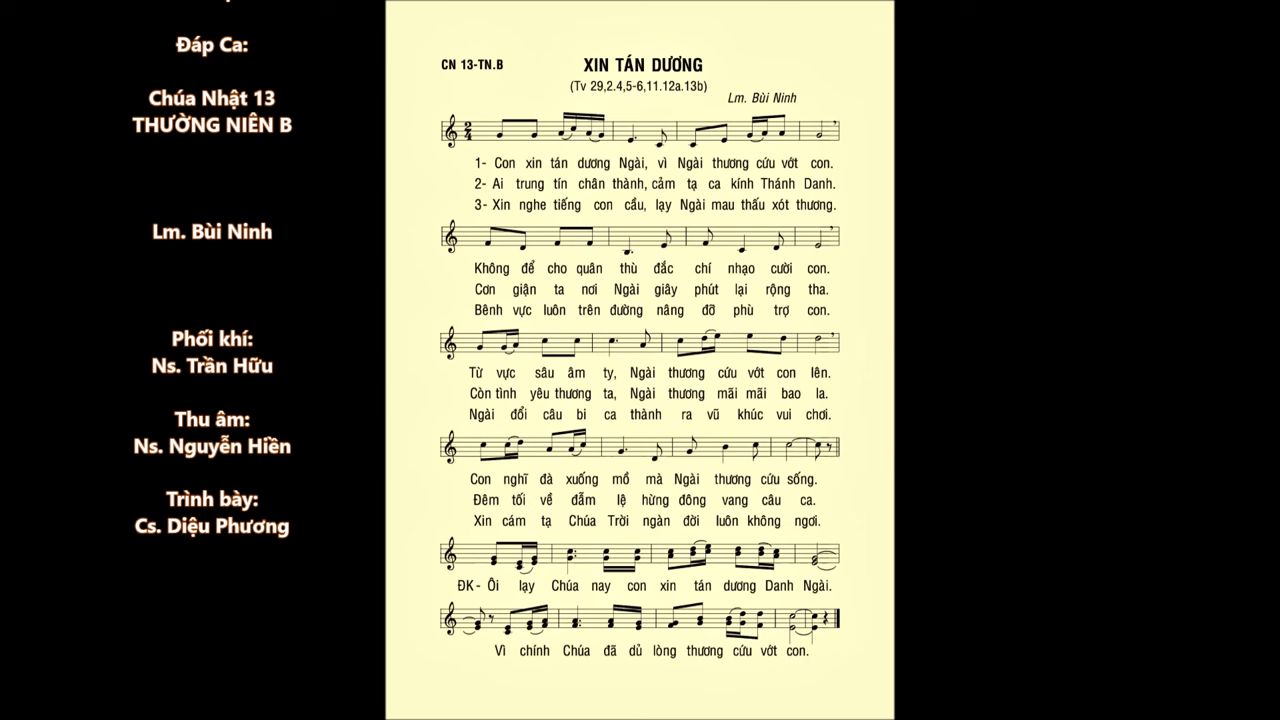 Đáp Ca:
Chúa Nhật 13
THƯỜNG NIÊN B
Lm. Bùi Ninh
Phối khí:
Ns. Trần Hữu
Thu âm:
Ns. Nguyễn Hiền
Trình bày:
Cs. Diệu Phương
CN 13-TN.B
XIN TÁN DƯƠNG
(Tv 29,2.4,5-6,11.12a.13b)
Lm. Bùi Ninh
2
4
1- Con xin tán dương Ngài, vì Ngài thương cứu vớt con.
2- Ai trung tín chân thành, cảm tạ ca kính Thánh Danh.
3- Xin nghe tiếng con cầu, lạy Ngài mau thấu xót thương.
Không để cho quân thù đắc chí nhạo cười con.
Cơn giận ta nơi Ngài giây phút lại rộng tha.
Bênh vực luôn trên đường nâng đỡ phù trợ con.
Từ vực sâu âm ty, Ngài thương cứu vớt con lên.
Còn tình yêu thương ta, Ngài thương mãi mãi bao la.
Ngài đổi câu bi ca thành ra vũ khúc vui chơi.
Con nghĩ đà xuống mồ mà Ngài thương cứu sống.
Đêm tối về đẫm lệ hừng đông vang câu ca.
Xin cám tạ Chúa Trời ngàn đời luôn không ngơi.
ĐK- Ôi lạy Chúa nay con xin tán dương Danh Ngài.
Vì chính Chúa đã dủ lòng thương cứu vớt con.